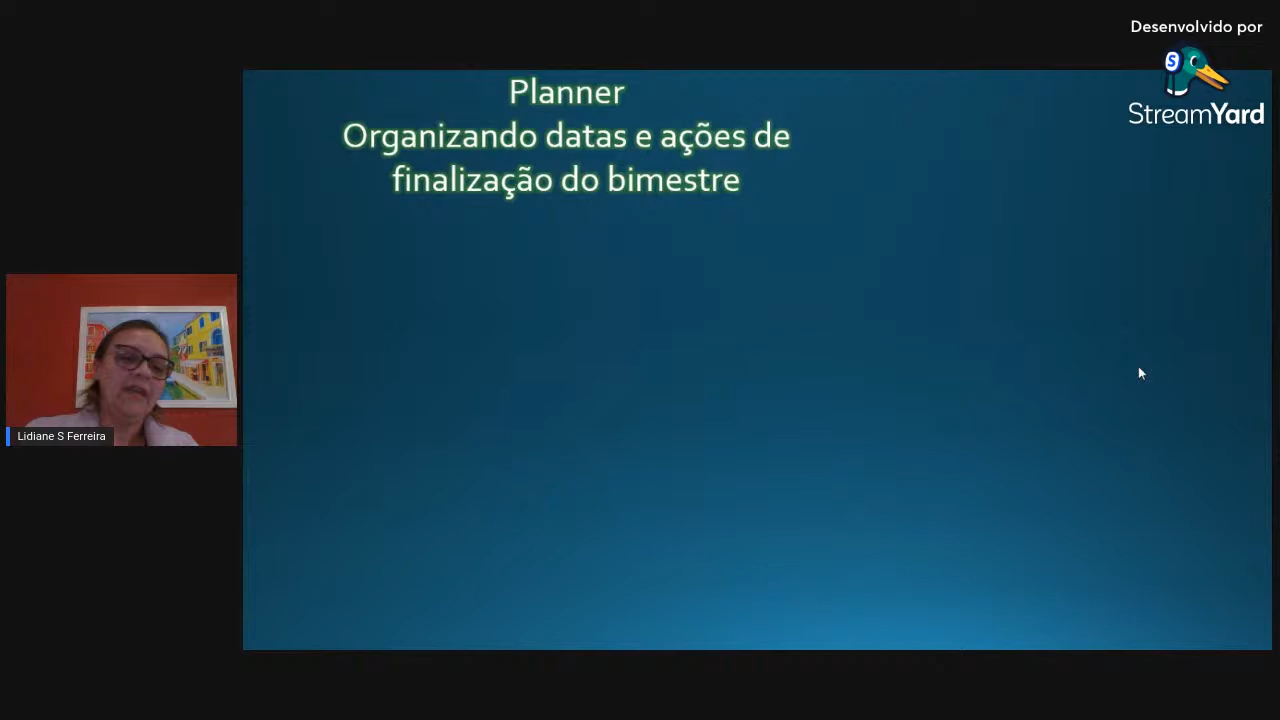 Desenvolvido por
StreamYard
Planner
Organizando datas e ações de
finalização do bimestre
Lidiane S Ferreira